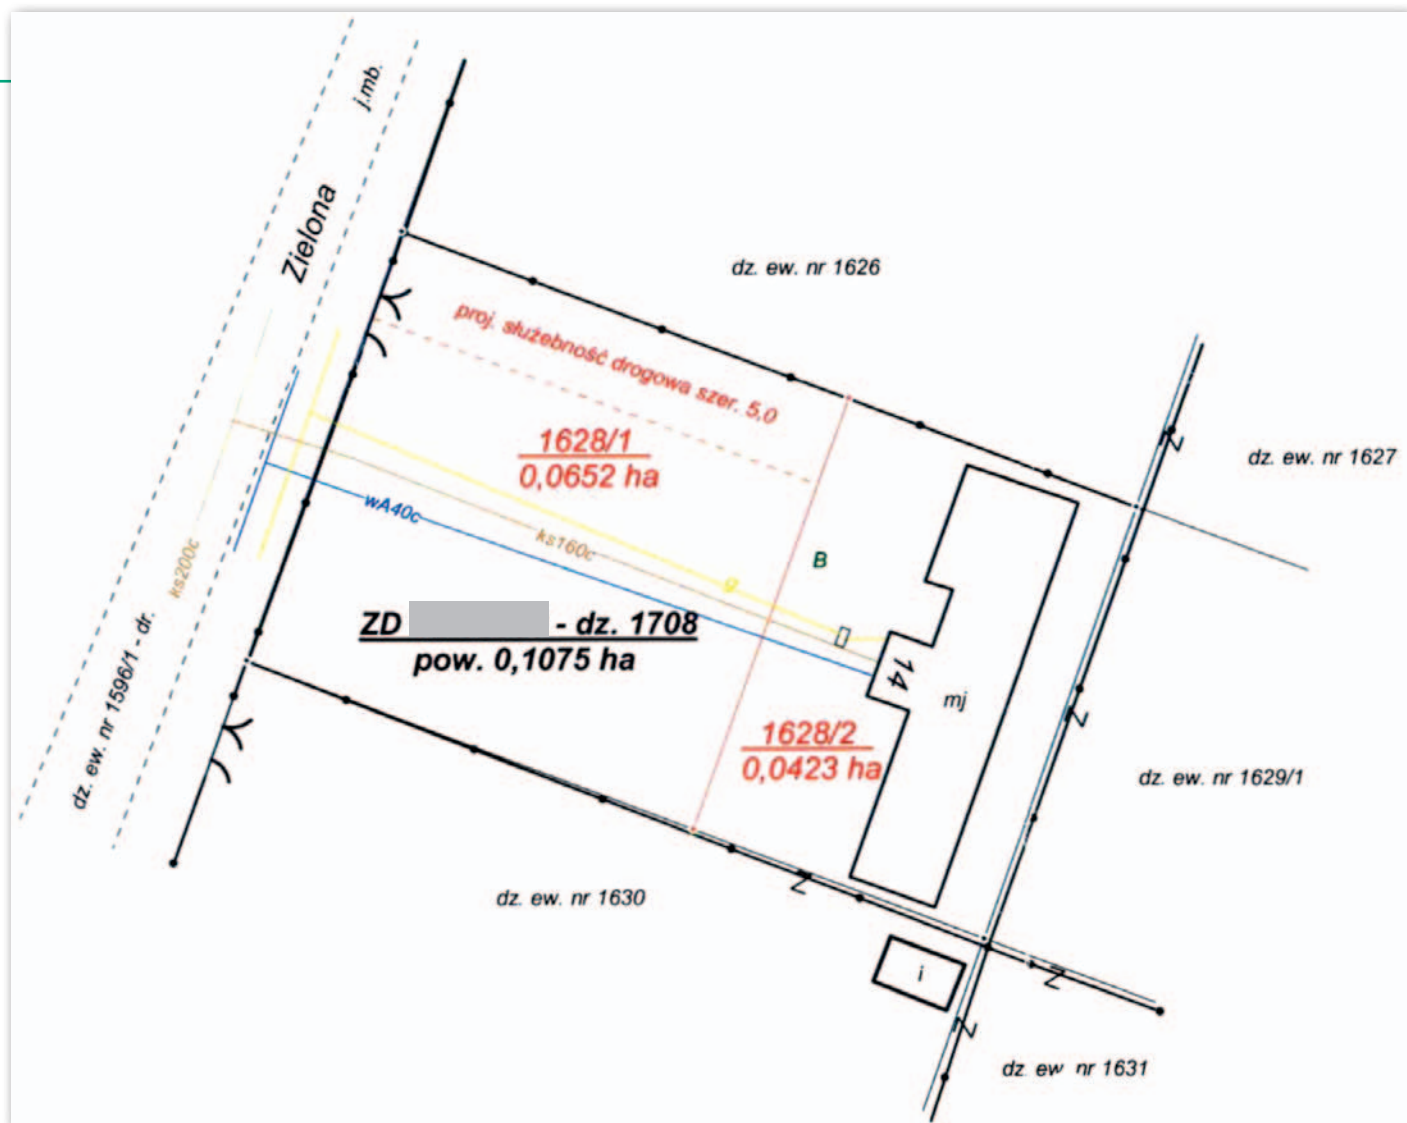 j.mb.
Zielona
dz. ew. nr 1626
proj. służebność drogowa szer. 5,0
1628/1
0,0652 ha
dz. ew. nr 1627
wA40c
ks160c
ks200c
g
B
ZD - dz. 1708
pow. 0,1075 ha
dz. ew. nr 1596/1 - dr.
14
mj
1628/2
0,0423 ha
dz. ew. nr 1629/1
dz. ew. nr 1630
i
dz. ew nr 1631